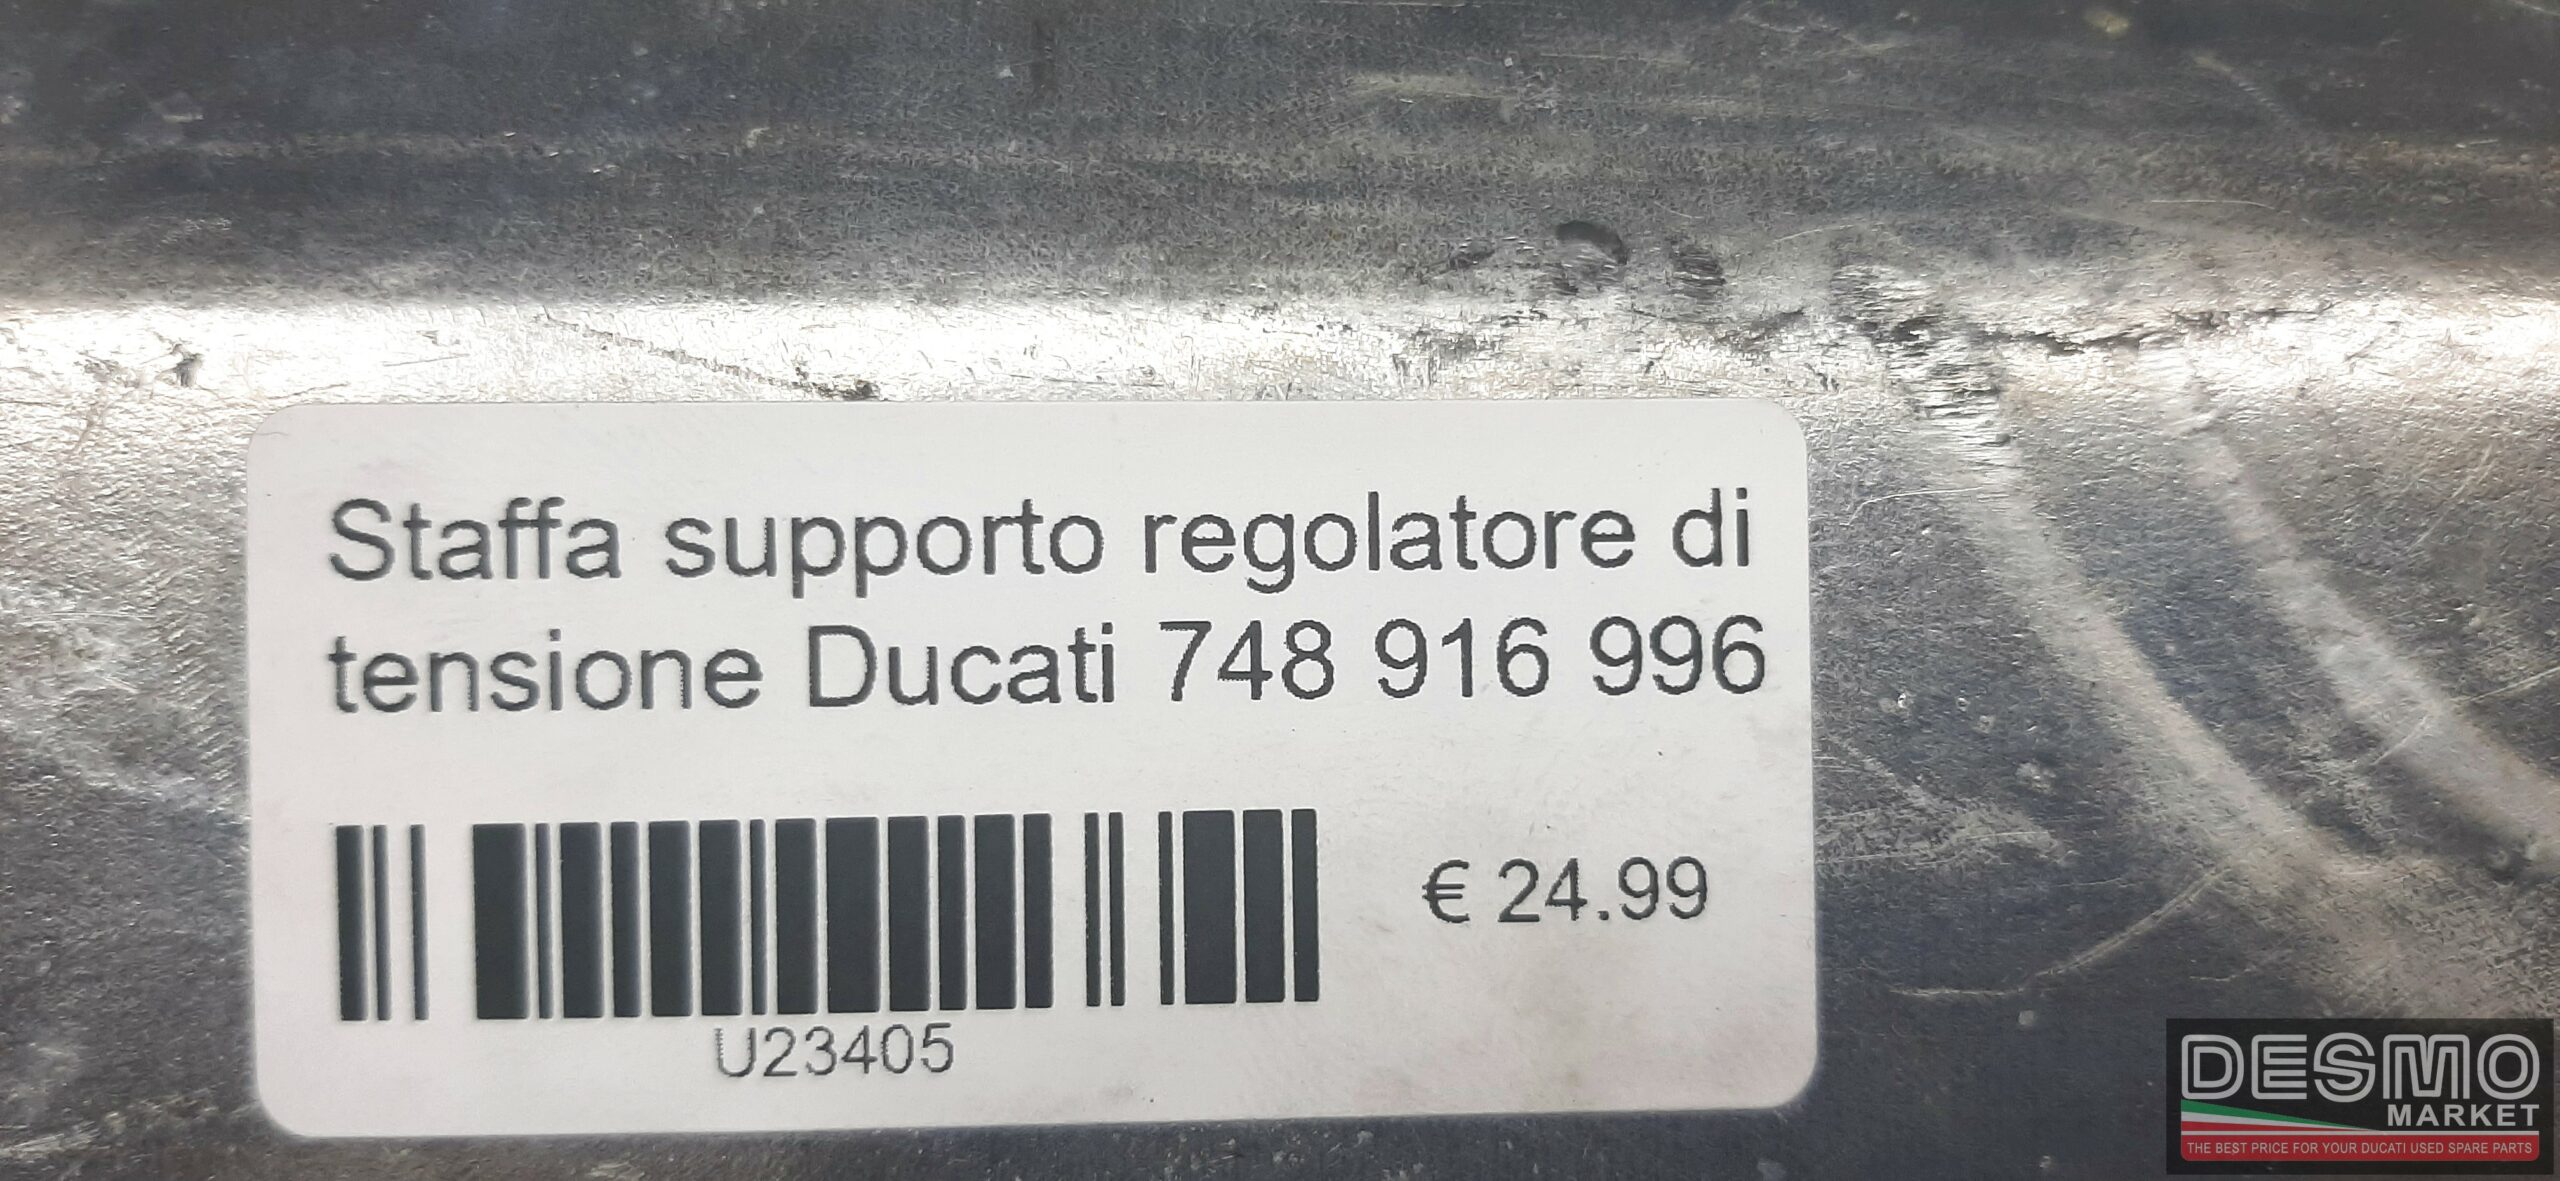 Staffa supporto regolatore di
tensione Ducati 748 916 996
€ 24.99
U23405
DESMO
MARKET
THE BEST PRICE FOR YOUR DUCATI USED SPARE PARTS